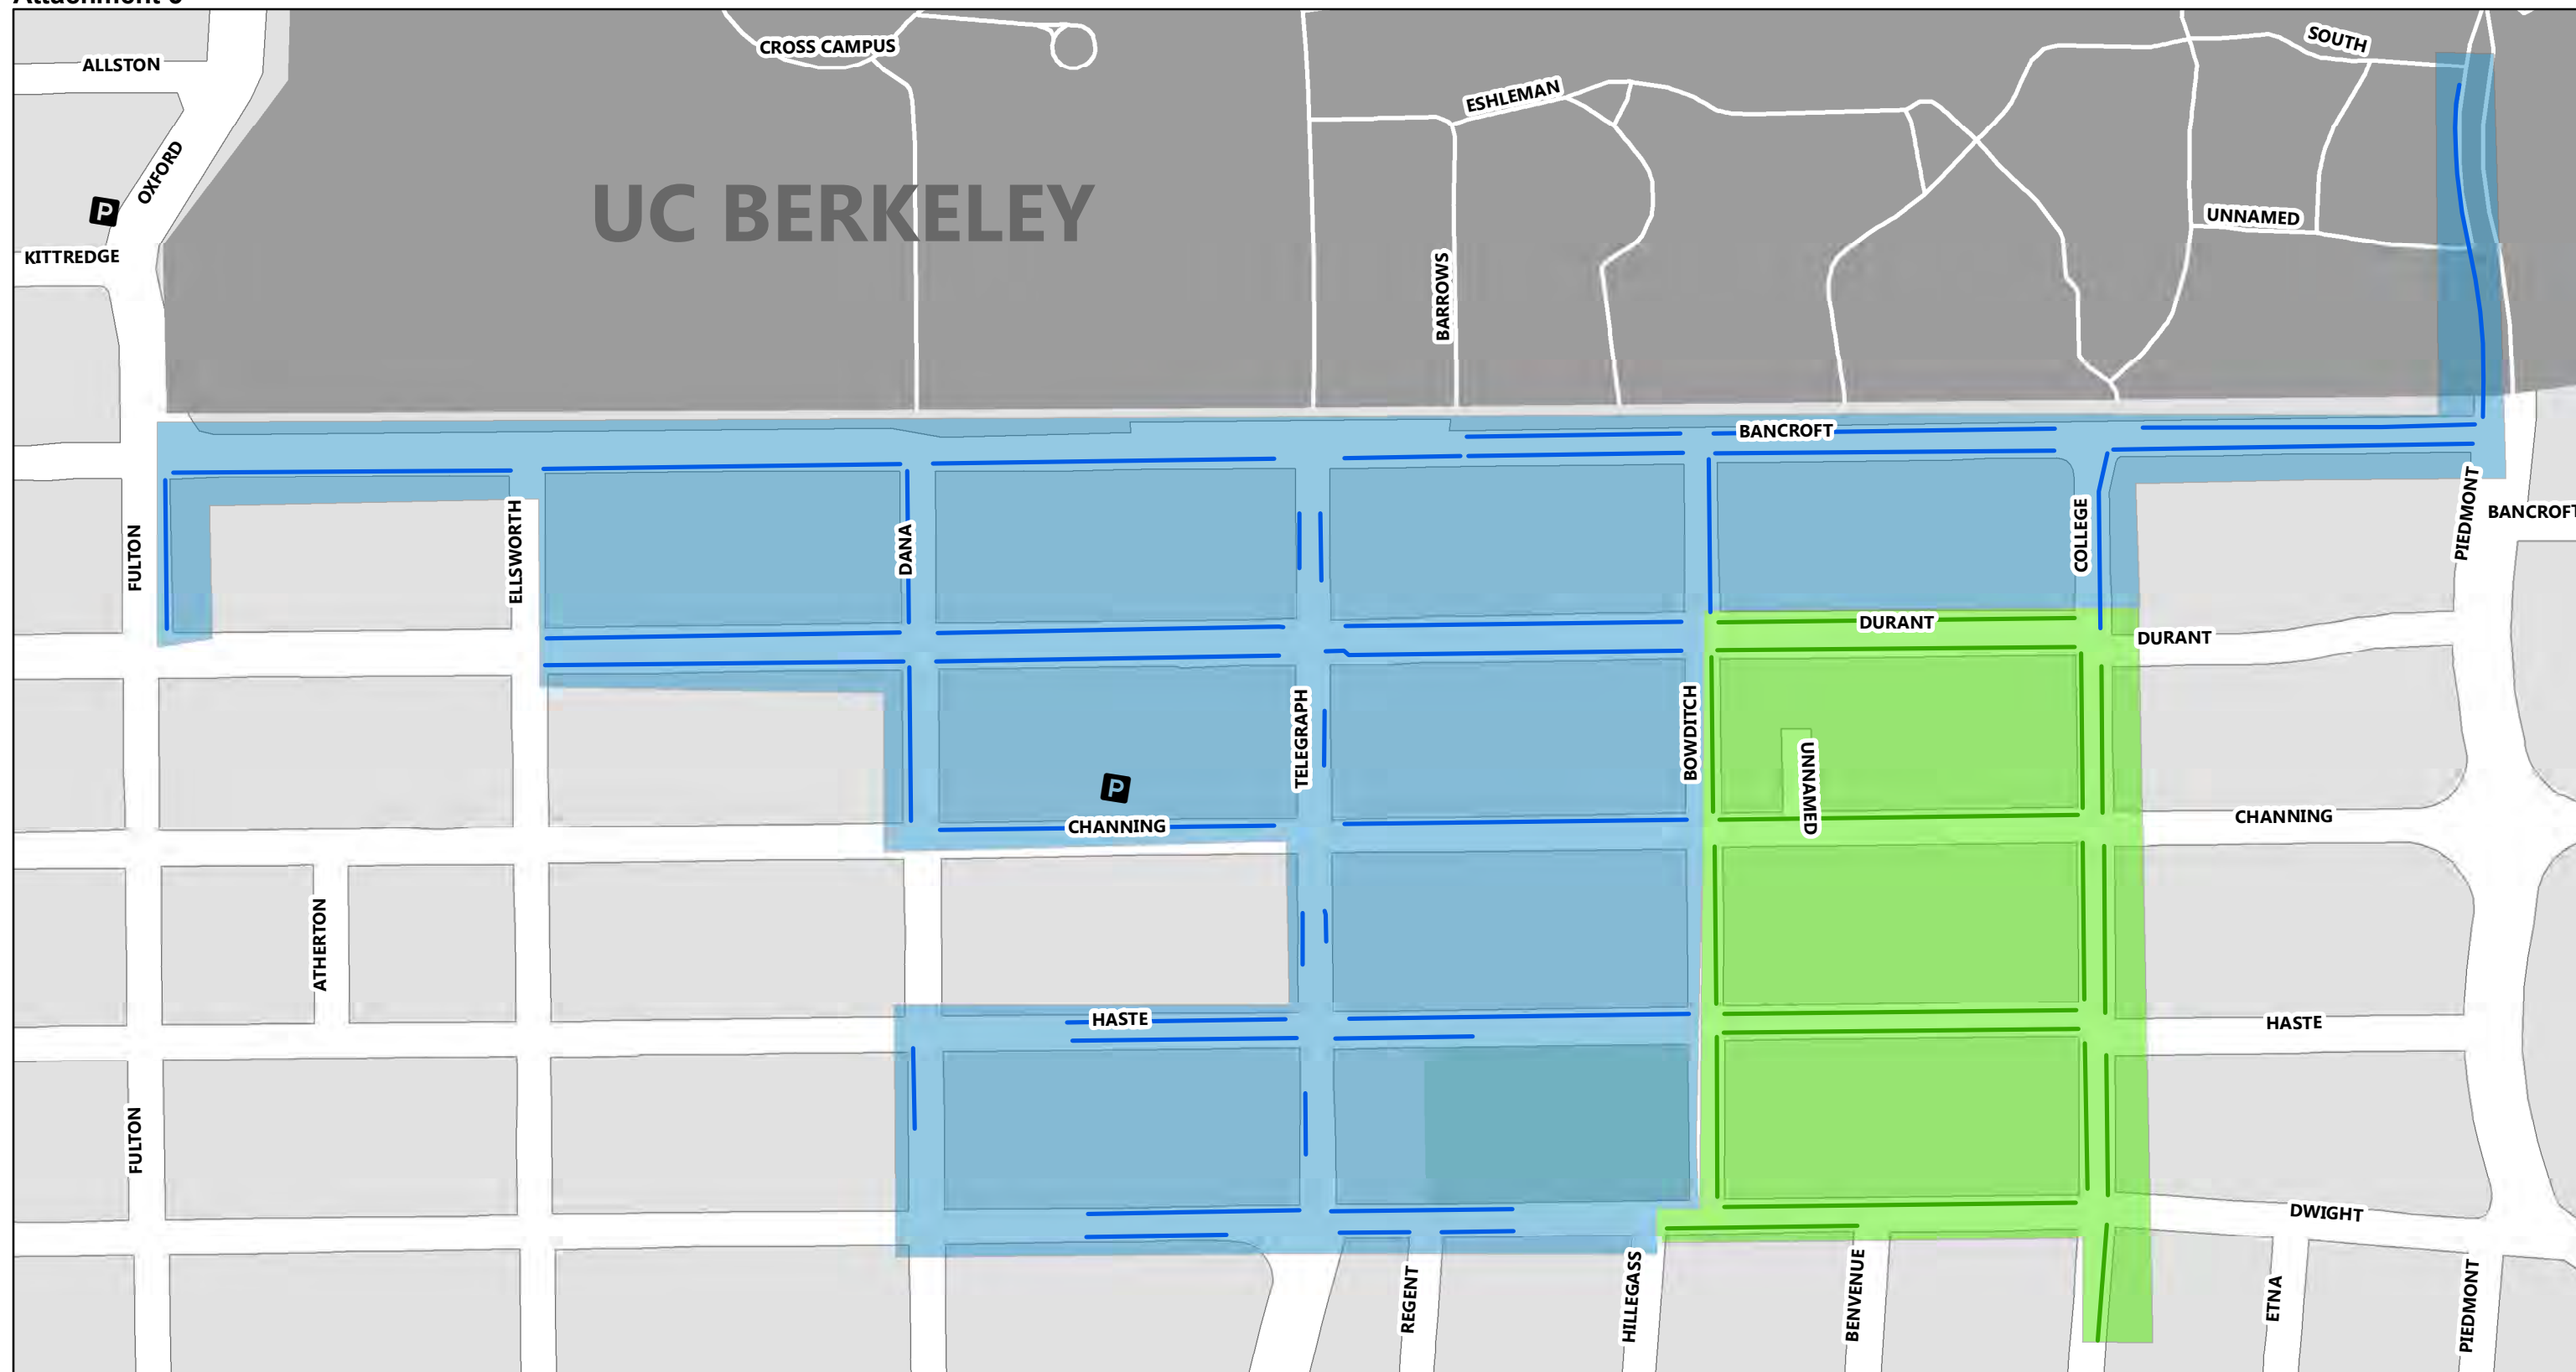 CROSS CAMPUS
SOUTH
ALLSTON
ESHLEMAN
OXFORD
P
UC BERKELEY
UNNAMED
KITTREDGE
BARROWS
BANCROFT
PIEDMONT
BANCROFT
FULTON
ELLSWORTH
DANA
COLLEGE
DURANT
DURANT
TELEGRAPH
BOWDITCH
UNNAMED
P
CHANNING
CHANNING
ATHERTON
HASTE
HASTE
FULTON
DWIGHT
REGENT
HILLEGASS
BENVENUE
ETNA
PIEDMONT